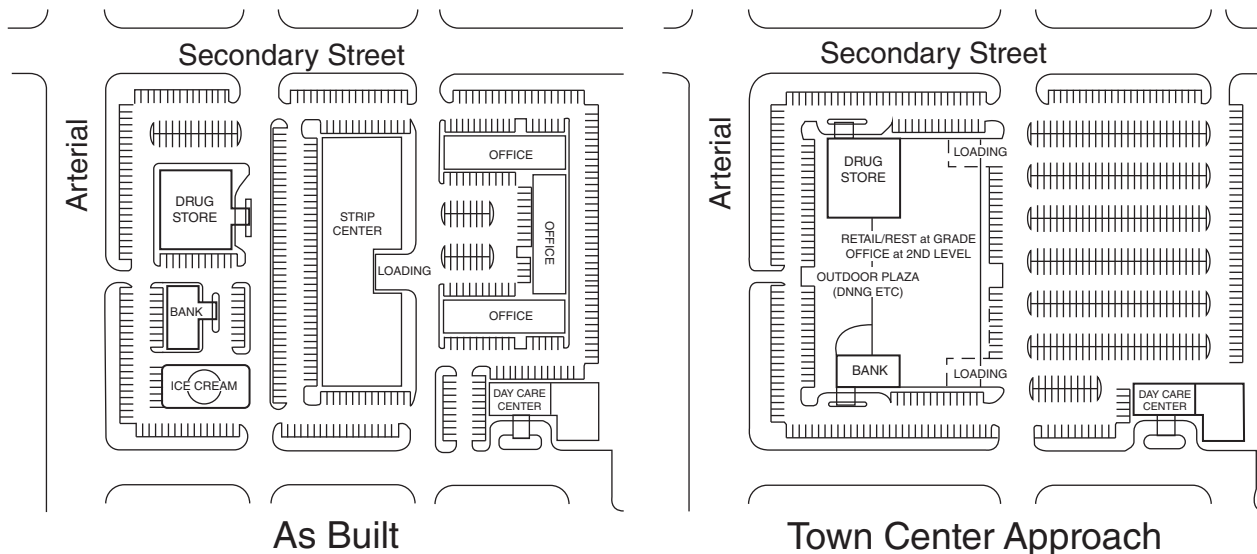 Secondary Street
Arterial
DRUG
STORE
BANK
ICE CREAM
STRIP
CENTER
LOADING
OFFICE
OFFICE
OFFICE
DAY CARE
CENTER
As Built
Secondary Street
Arterial
DRUG
STORE
LOADING
RETAIL/REST at GRADE
OFFICE at 2ND LEVEL
OUTDOOR PLAZA
(DNNG ETC)
BANK
LOADING
DAY CARE
CENTER
Town Center Approach